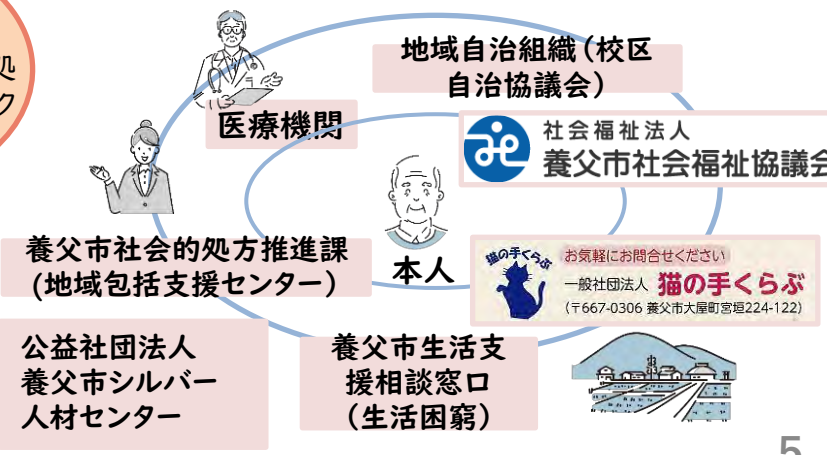 処
ク
地域自治組織(校区
自治協議会)
医療機関
社会福祉法人
養父市社会福祉協議会
養父市社会的処方推進課
(地域包括支援センター)
本人
猫の手くらぶ
お気軽にお問合せください
一般社団法人 猫の手くらぶ
(〒667-0306 養父市大屋町宮垣224-122)
公益社団法人
養父市シルバー
人材センター
養父市生活支
援相談窓口
(生活困窮)
5